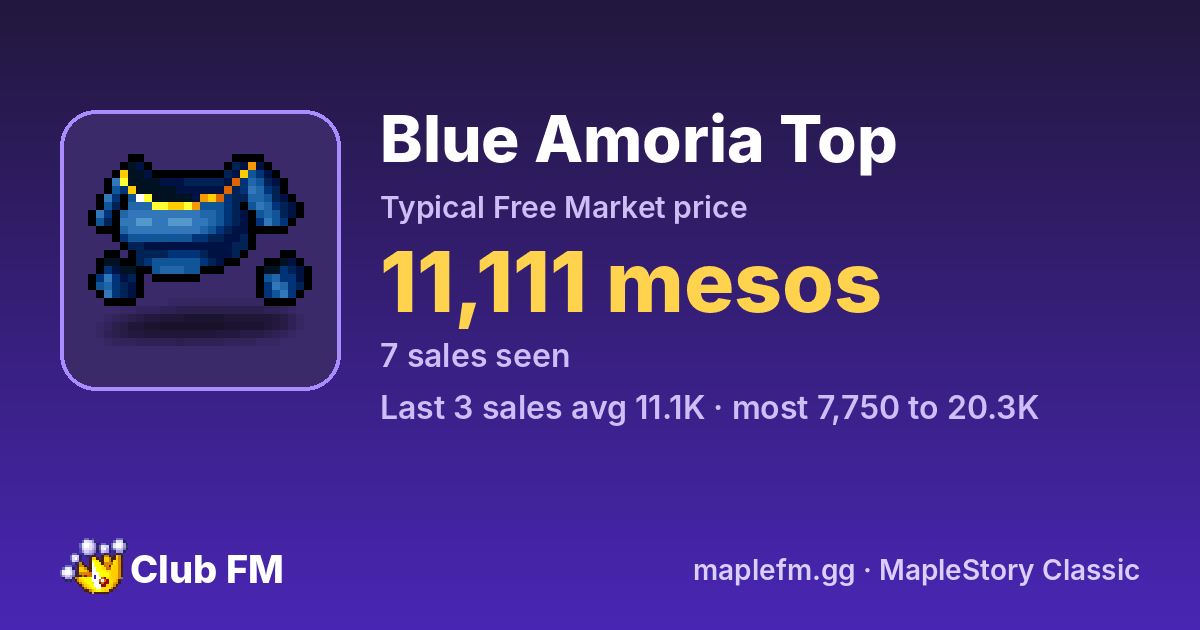 Blue Amoria Top
Typical Free Market price
11,111 mesos
7 sales seen
Last 3 sales avg 11.1K · most 7,750 to 20.3K
Club FM
maplefm.gg · MapleStory Classic